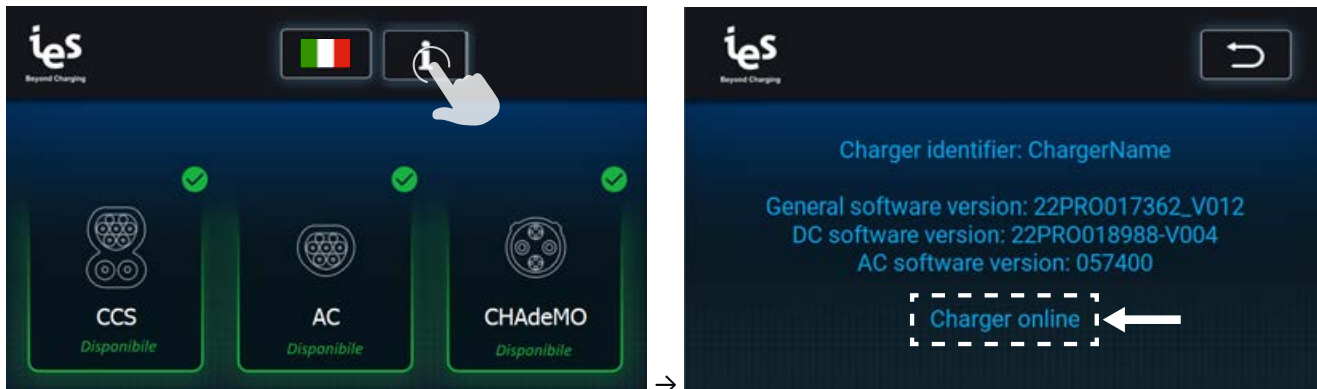 ies
Beyond Charging
i
CCS
Disponibile
AC
Disponibile
CHAdeMO
Disponibile
→
ies
Beyond Charging
Charger identifier: ChargerName
General software version: 22PRO017362_V012
DC software version: 22PRO018988-V004
AC software version: 057400
Charger online